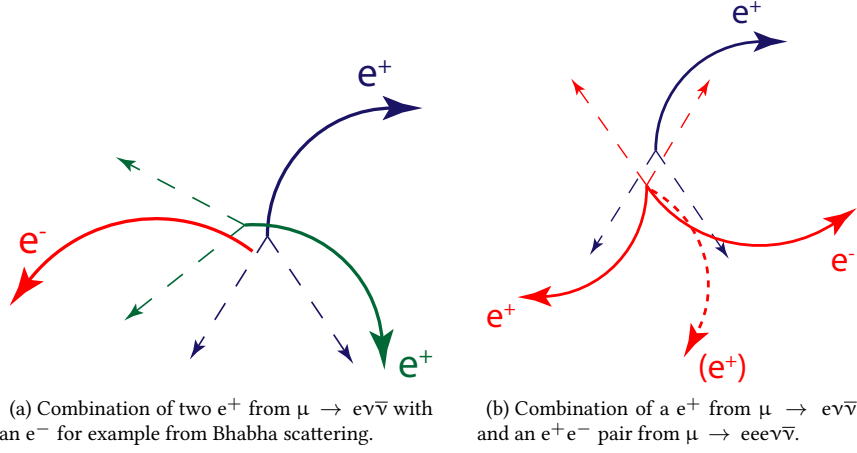 e⁺
e⁻
e⁺
e⁺
e⁺
e⁻
(e⁺)
(a) Combination of two e⁺ from μ → eνν̅ with
an e⁻ for example from Bhabha scattering.
(b) Combination of a e⁺ from μ → eνν̅
and an e⁺e⁻ pair from μ → eeeνν̅.